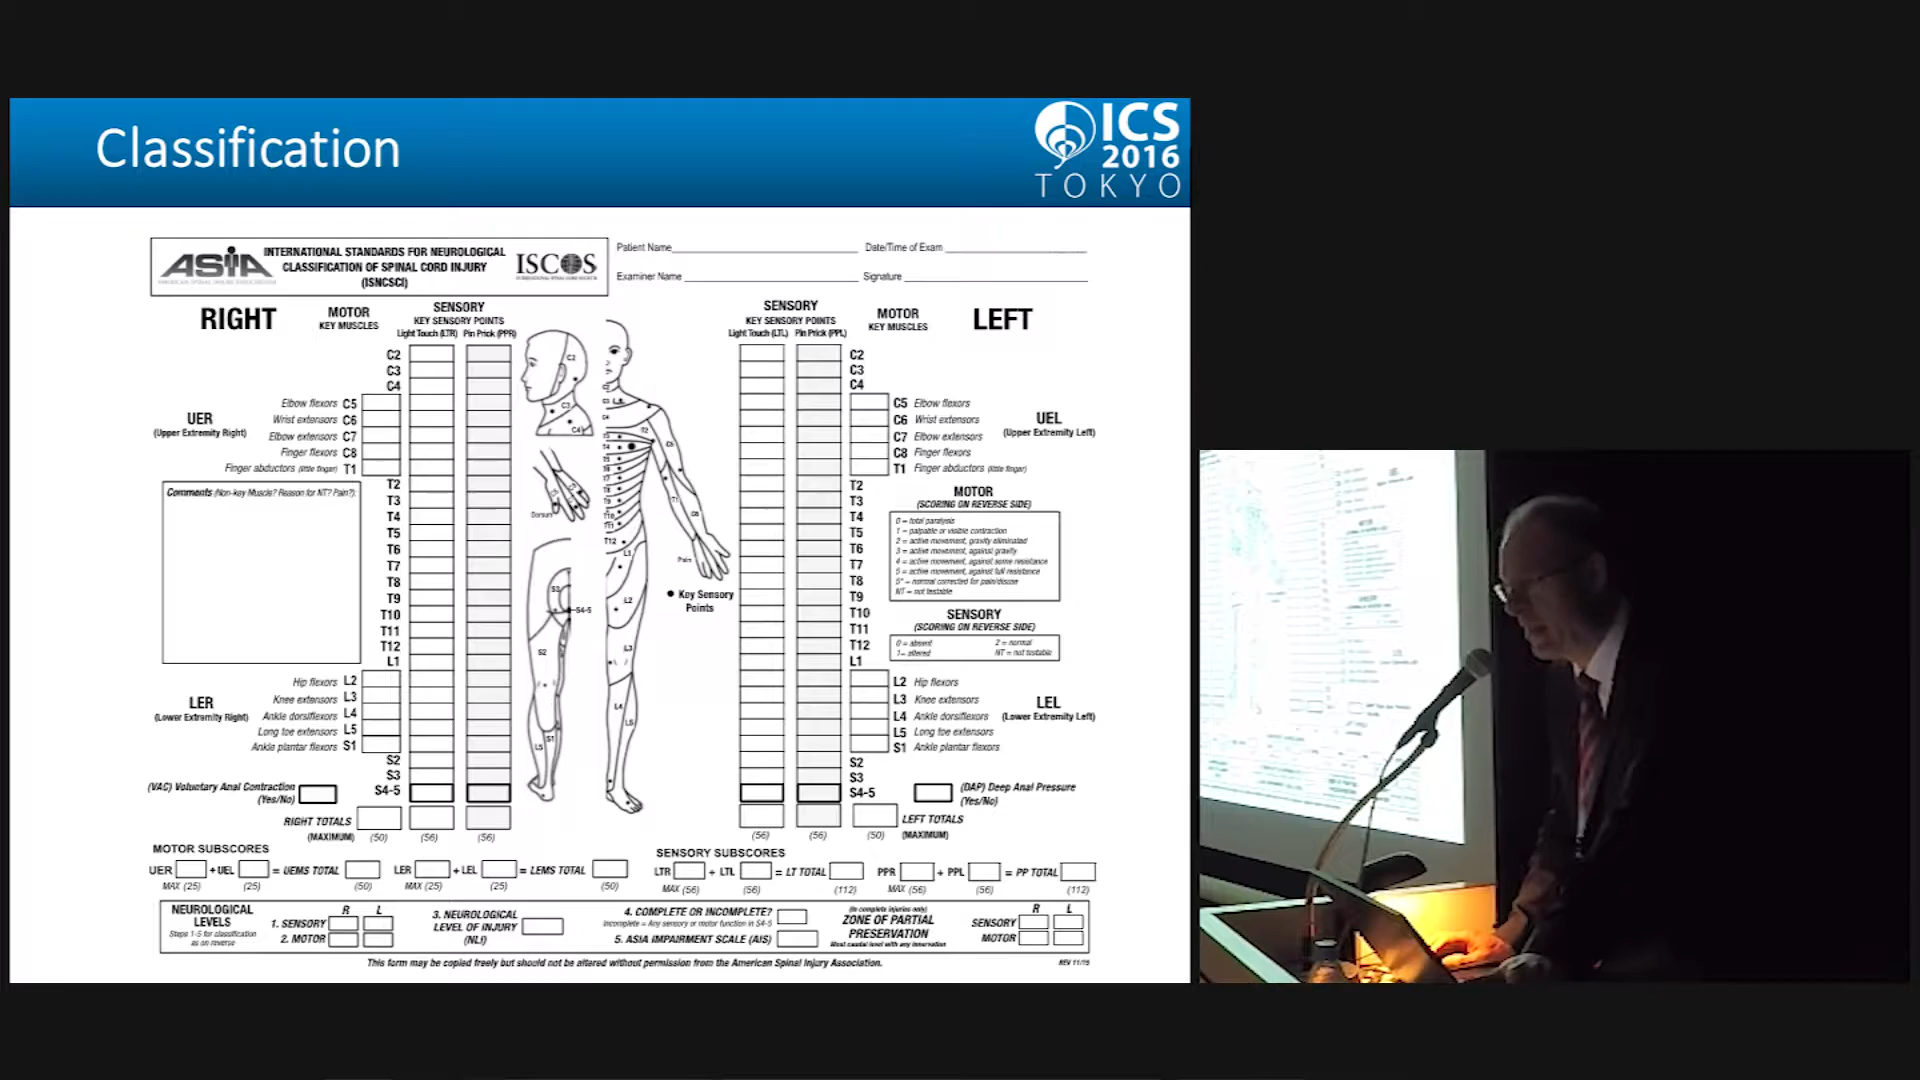 Classification
ICS
2016
TOKYO
ASIA
INTERNATIONAL STANDARDS FOR NEUROLOGICAL
CLASSIFICATION OF SPINAL CORD INJURY
(ISNCSCI)
ISCOS
Patient Name
Date/Time of Exam
Examiner Name
Signature
RIGHT
MOTOR
KEY MUSCLES
SENSORY
KEY SENSORY POINTS
Light Touch (LTR) Pin Prick (PPR)
C2
C3
C4
Elbow flexors C5
Wrist extensors C6
Elbow extensors C7
Finger flexors C8
Finger abductors (little finger) T1
UER
(Upper Extremity Right)
Comments (Non-key Muscle? Reason for NT? Pain?):
T2
T3
T4
T5
T6
T7
T8
T9
T10
T11
T12
L1
Hip flexors L2
Knee extensors L3
Ankle dorsiflexors L4
Long toe extensors L5
Ankle plantar flexors S1
LER
(Lower Extremity Right)
S2
S3
S4-5
(VAC) Voluntary Anal Contraction
(Yes/No)
RIGHT TOTALS
(MAXIMUM) (50) (56) (56)
C2
C3
C4
Dorsum
T12
L1
L2
L3
L4
L5
S4-5
S2
S1
L5
• Key Sensory
Points
SENSORY
KEY SENSORY POINTS
Light Touch (LTL) Pin Prick (PPL)
MOTOR
KEY MUSCLES
LEFT
C2
C3
C4
C5 Elbow flexors
C6 Wrist extensors
C7 Elbow extensors
C8 Finger flexors
T1 Finger abductors (little finger)
UEL
(Upper Extremity Left)
T2
T3
T4
T5
T6
T7
T8
T9
T10
T11
T12
L1
MOTOR
(SCORING ON REVERSE SIDE)
0 = total paralysis
1 = palpable or visible contraction
2 = active movement, gravity eliminated
3 = active movement, against gravity
4 = active movement, against some resistance
5 = active movement, against full resistance
5* = normal corrected for pain/disuse
NT = not testable
SENSORY
(SCORING ON REVERSE SIDE)
0 = absent 2 = normal
1= altered NT = not testable
L2 Hip flexors
L3 Knee extensors
L4 Ankle dorsiflexors
L5 Long toe extensors
S1 Ankle plantar flexors
LEL
(Lower Extremity Left)
S2
S3
S4-5
(DAP) Deep Anal Pressure
(Yes/No)
LEFT TOTALS
(56) (56) (50) (MAXIMUM)
MOTOR SUBSCORES
UER + UEL = UEMS TOTAL LER + LEL = LEMS TOTAL
MAX (25) (25) (50) MAX (25) (25) (50)
SENSORY SUBSCORES
LTR + LTL = LT TOTAL PPR + PPL = PP TOTAL
MAX (56) (56) (112) MAX (56) (56) (112)
NEUROLOGICAL
LEVELS
Steps 1-5 for classification
as on reverse
R L
1. SENSORY
2. MOTOR
3. NEUROLOGICAL
LEVEL OF INJURY
(NLI)
4. COMPLETE OR INCOMPLETE?
Incomplete = Any sensory or motor function in S4-5
5. ASIA IMPAIRMENT SCALE (AIS)
(In complete injuries only)
ZONE OF PARTIAL
PRESERVATION
Most caudal level with any innervation
R L
SENSORY
MOTOR
This form may be copied freely but should not be altered without permission from the American Spinal Injury Association.
REV 11/15